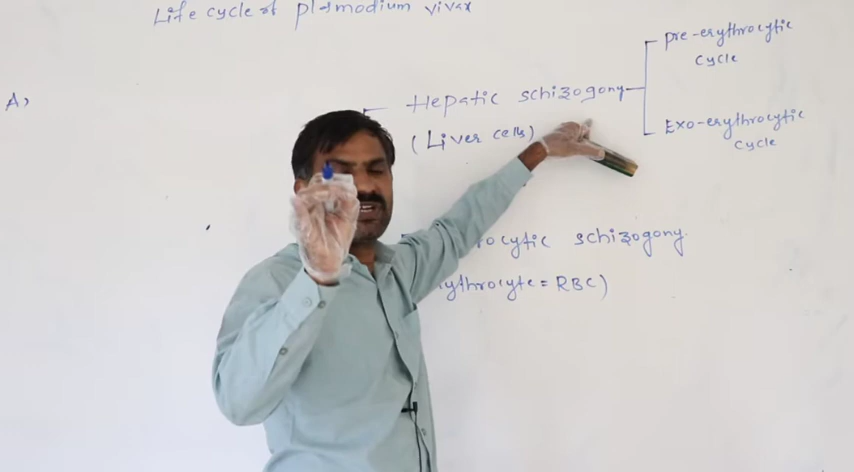 Life cycle of plasmodium vivax
A)
Hepatic schizogony
(Liver cells)
pre-erythrocytic
cycle
Exo-erythrocytic
cycle
rocytic schizogony.
ythrocyte = RBC)